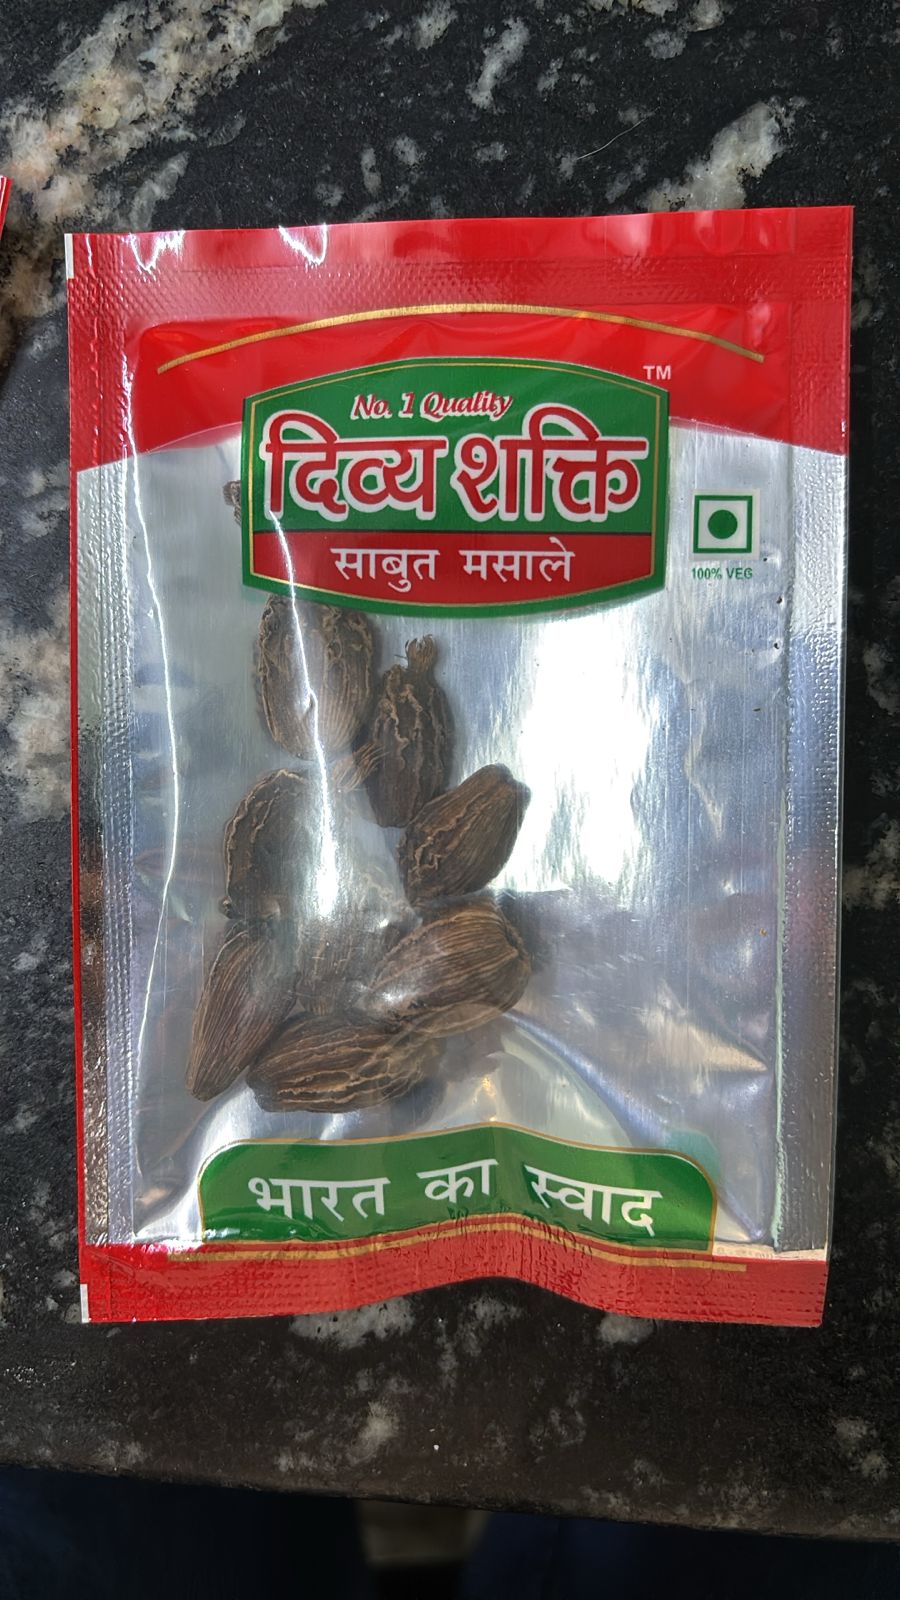 TM
No. 1 Quality
दिव्य शक्ति
साबुत मसाले
100% VEG
भारत का स्वाद